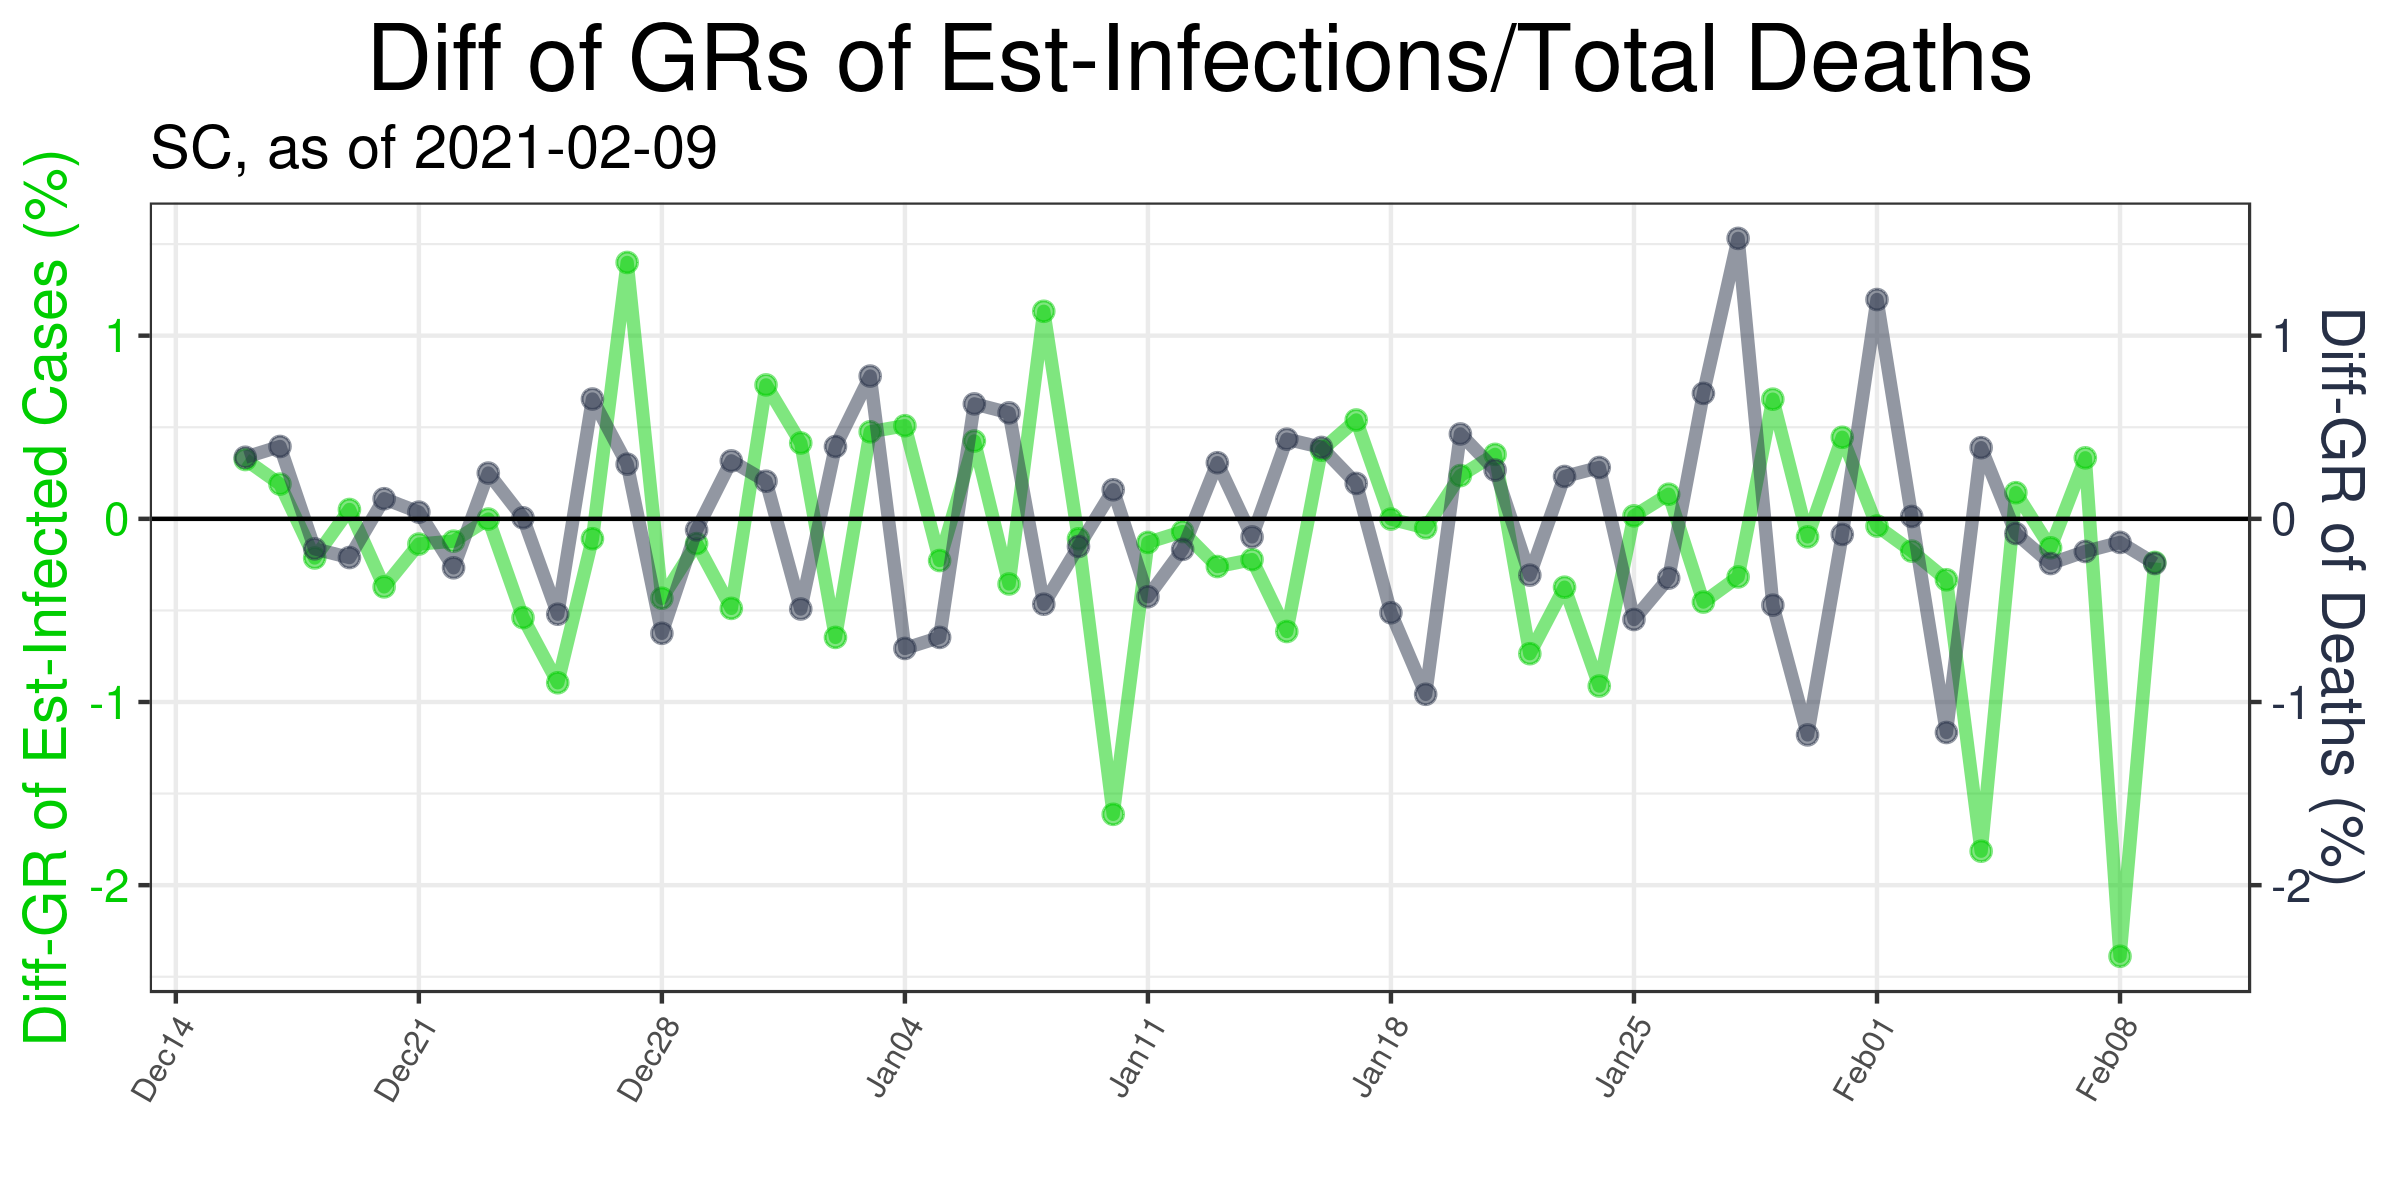 Diff of GRs of Est-Infections/Total Deaths
SC, as of 2021-02-09
Diff-GR of Est-Infected Cases (%)
1
0
-1
-2
1
0
-1
-2
Diff-GR of Deaths (%)
Dec14
Dec21
Dec28
Jan04
Jan11
Jan18
Jan25
Feb01
Feb08